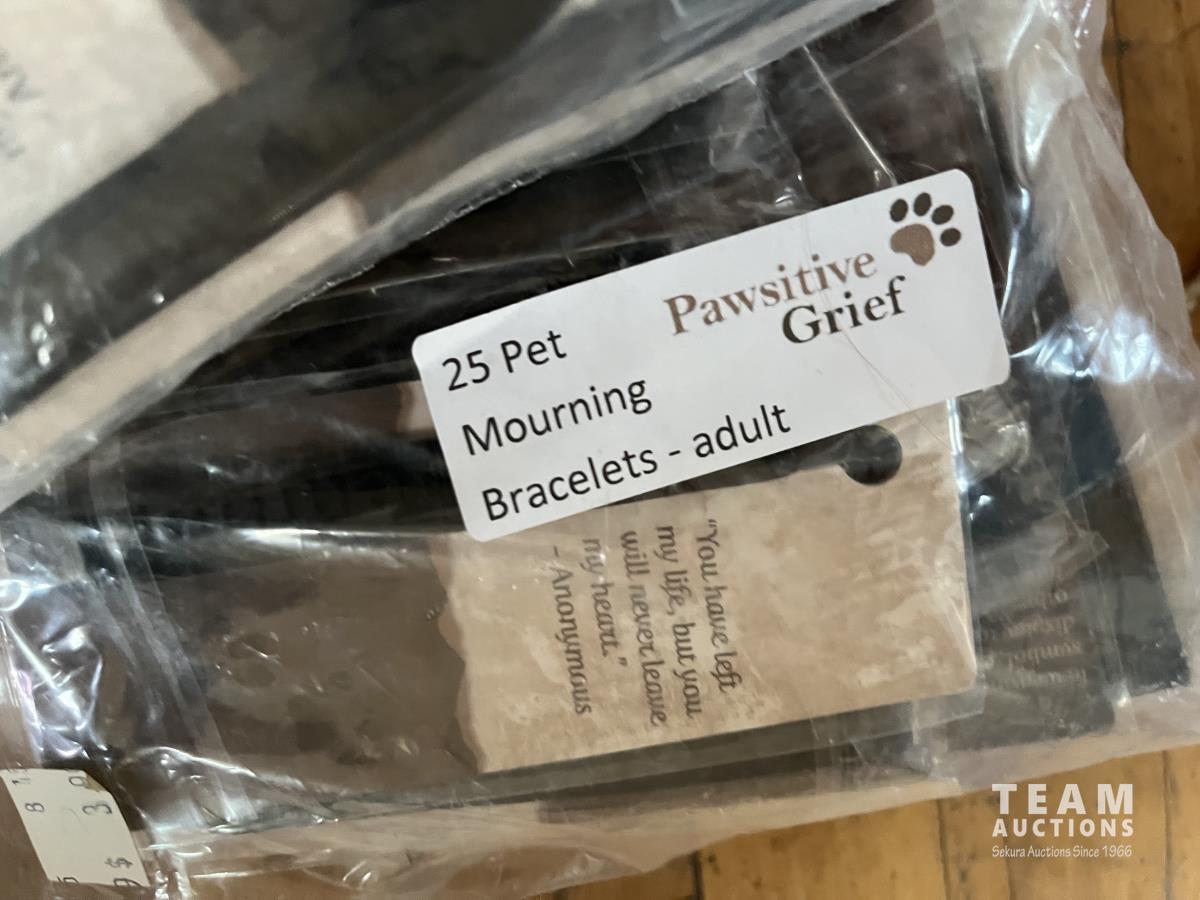 Pawsitive
Grief
25 Pet
Mourning
Bracelets - adult
"You have left
my life, but you
will never leave
my heart."
- Anonymous
TEAM
AUCTIONS
Sekura Auctions Since 1966